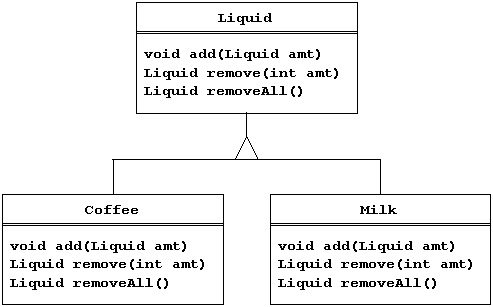 Liquid
void add(Liquid amt)
Liquid remove(int amt)
Liquid removeAll()
Coffee
void add(Liquid amt)
Liquid remove(int amt)
Liquid removeAll()
Milk
void add(Liquid amt)
Liquid remove(int amt)
Liquid removeAll()